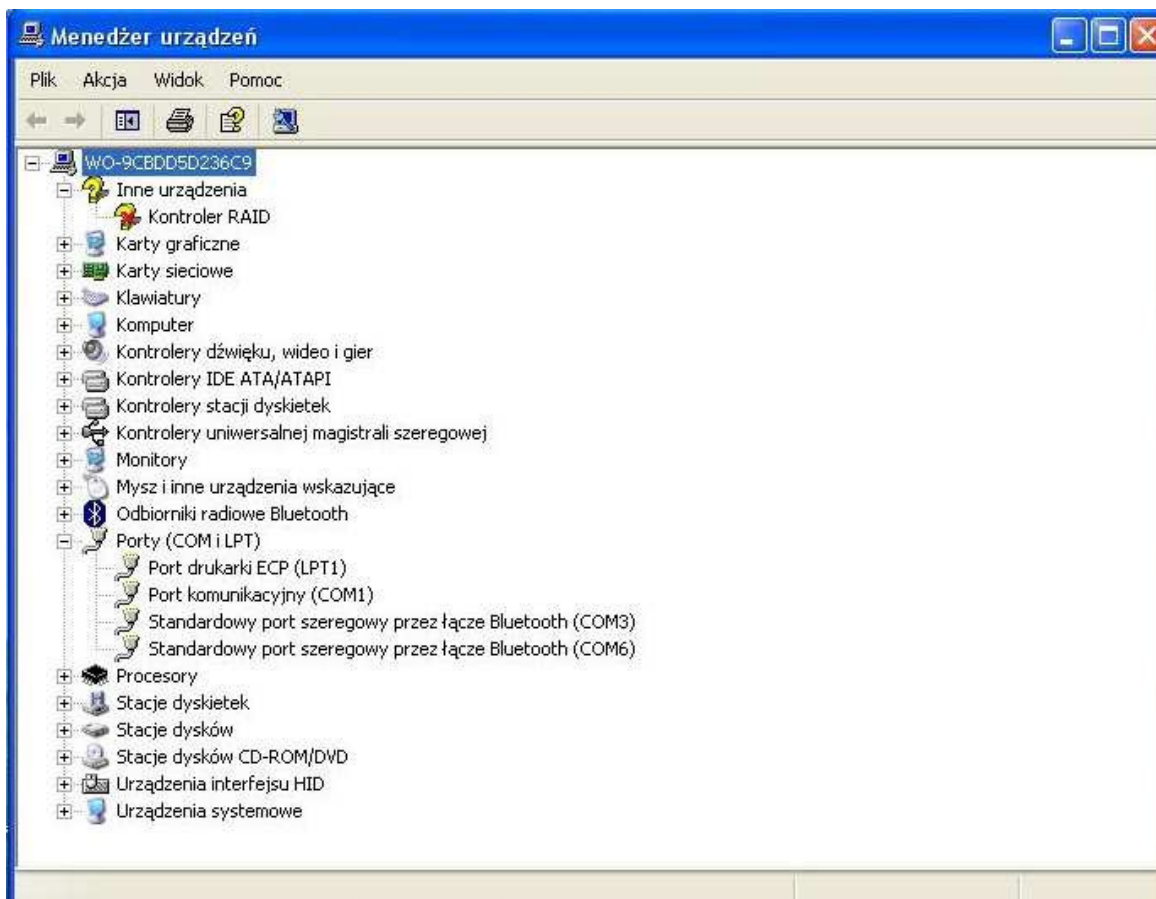 Menedżer urządzeń
Plik Akcja Widok Pomoc
WO-9CBDD5D236C9
Inne urządzenia
Kontroler RAID
Karty graficzne
Karty sieciowe
Klawiatury
Komputer
Kontrolery dźwięku, wideo i gier
Kontrolery IDE ATA/ATAPI
Kontrolery stacji dyskietek
Kontrolery uniwersalnej magistrali szeregowej
Monitory
Mysz i inne urządzenia wskazujące
Odbiorniki radiowe Bluetooth
Porty (COM i LPT)
Port drukarki ECP (LPT1)
Port komunikacyjny (COM1)
Standardowy port szeregowy przez łącze Bluetooth (COM3)
Standardowy port szeregowy przez łącze Bluetooth (COM6)
Procesory
Stacje dyskietek
Stacje dysków
Stacje dysków CD-ROM/DVD
Urządzenia interfejsu HID
Urządzenia systemowe